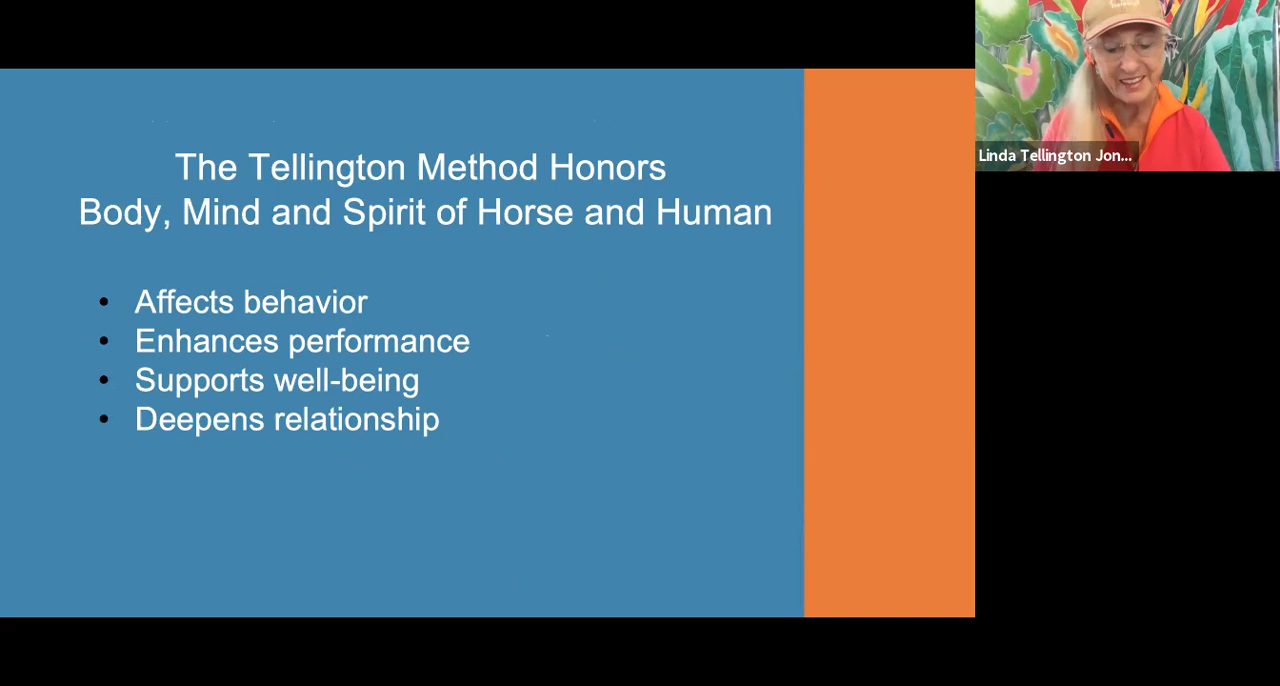 The Tellington Method Honors
Body, Mind and Spirit of Horse and Human
• Affects behavior
• Enhances performance
• Supports well-being
• Deepens relationship
Linda Tellington Jon...